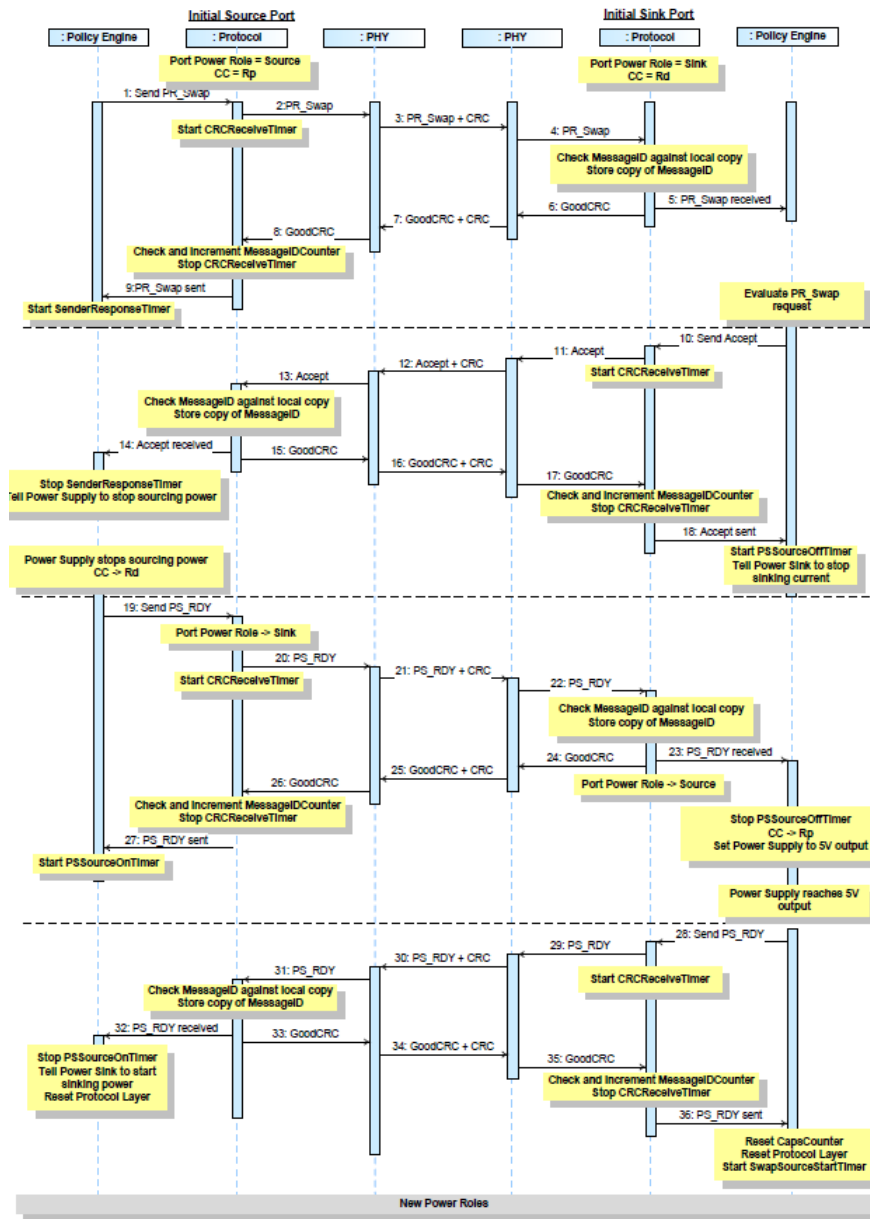 Initial Source Port
Initial Sink Port
: Policy Engine
: Protocol
: PHY
: PHY
: Protocol
: Policy Engine
Port Power Role = Source
CC = Rp
Port Power Role = Sink
CC = Rd
1: Send PR_Swap
2:PR_Swap
Start CRCReceiveTimer
3: PR_Swap + CRC
4: PR_Swap
Check MessageID against local copy
Store copy of MessageID
5: PR_Swap received
6: GoodCRC
7: GoodCRC + CRC
8: GoodCRC
Check and Increment MessageIDCounter
Stop CRCReceiveTimer
9:PR_Swap sent
Start SenderResponseTimer
Evaluate PR_Swap
request
10: Send Accept
11: Accept
Start CRCReceiveTimer
12: Accept + CRC
13: Accept
Check MessageID against local copy
Store copy of MessageID
14: Accept received
15: GoodCRC
16: GoodCRC + CRC
17: GoodCRC
Stop SenderResponseTimer
Tell Power Supply to stop sourcing power
Check and Increment MessageIDCounter
Stop CRCReceiveTimer
18: Accept sent
Start PSSourceOffTimer
Tell Power Sink to stop
sinking current
Power Supply stops sourcing power
CC -> Rd
19: Send PS_RDY
Port Power Role -> Sink
20: PS_RDY
Start CRCReceiveTimer
21: PS_RDY + CRC
22: PS_RDY
Check MessageID against local copy
Store copy of MessageID
23: PS_RDY received
24: GoodCRC
25: GoodCRC + CRC
26: GoodCRC
Port Power Role -> Source
Check and Increment MessageIDCounter
Stop CRCReceiveTimer
27: PS_RDY sent
Start PSSourceOnTimer
Stop PSSourceOffTimer
CC -> Rp
Set Power Supply to 5V output
Power Supply reaches 5V
output
28: Send PS_RDY
29: PS_RDY
Start CRCReceiveTimer
30: PS_RDY + CRC
31: PS_RDY
Check MessageID against local copy
Store copy of MessageID
32: PS_RDY received
33: GoodCRC
34: GoodCRC + CRC
35: GoodCRC
Stop PSSourceOnTimer
Tell Power Sink to start
sinking power
Reset Protocol Layer
Check and Increment MessageIDCounter
Stop CRCReceiveTimer
36: PS_RDY sent
Reset CapsCounter
Reset Protocol Layer
Start SwapSourceStartTimer
New Power Roles